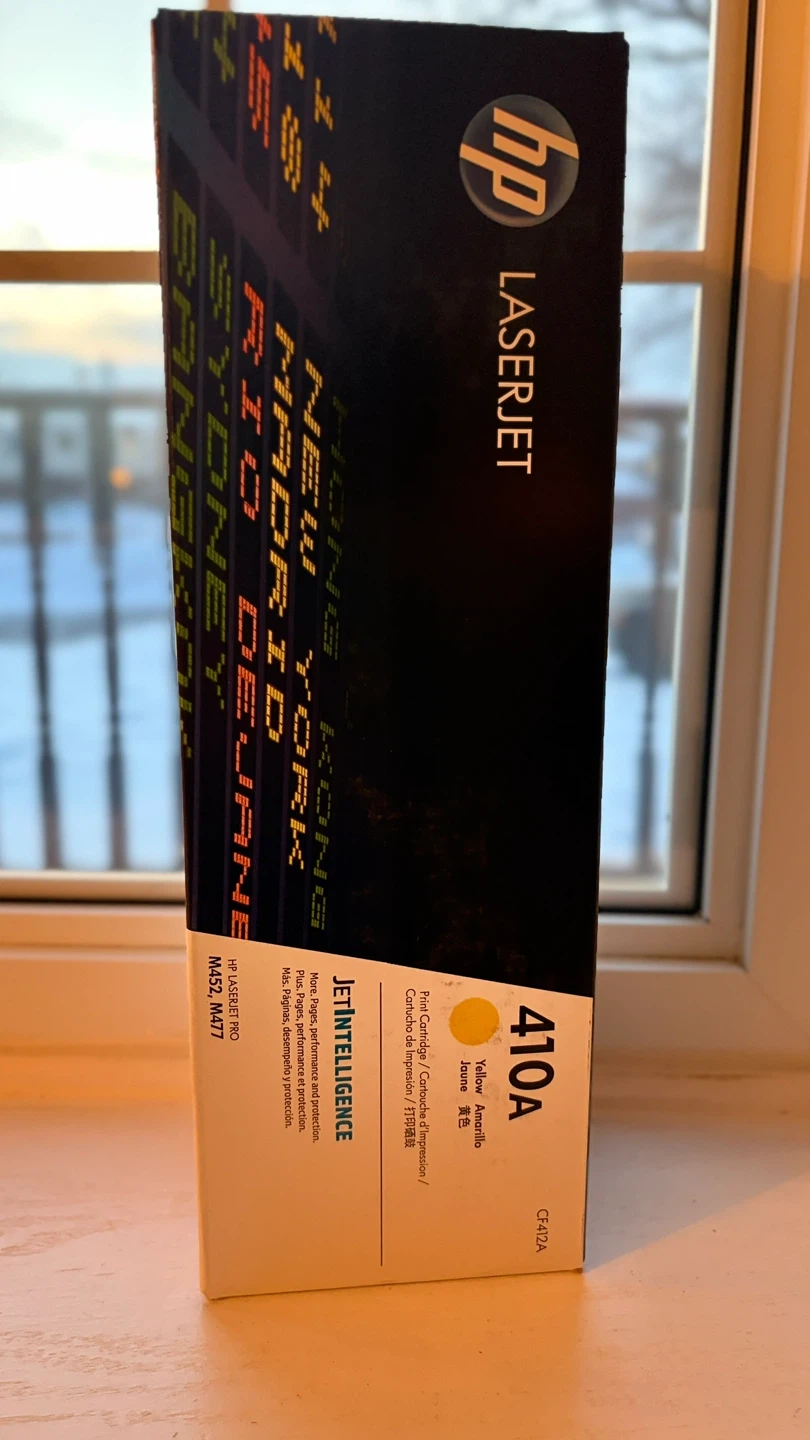 hp
LASERJET
NEW YORK
MADRID
RIO DE JANE
SYDNEY
BANGKOK
410A
CF412A
Yellow Amarillo
Jaune 黄色
Print Cartridge / Cartouche d'Impression /
Cartucho de Impresión / 打印硒鼓
JETINTELLIGENCE
More. Pages, performance and protection.
Plus. Pages, performance et protection.
Más. Páginas, desempeño y protección.
HP LASERJET PRO
M452, M477